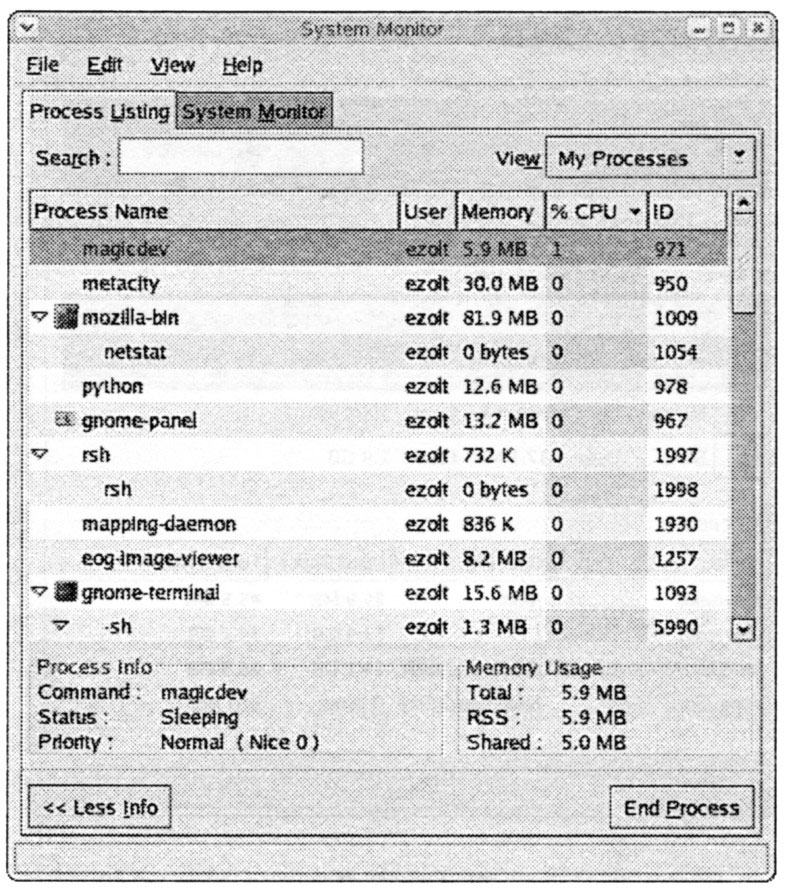 System Monitor
File Edit View Help
Process Listing System Monitor
Search : View My Processes
Process Name User Memory % CPU ID
magicdev ezolt 5.9 MB 1 971
metacity ezolt 30.0 MB 0 950
mozilla-bin ezolt 81.9 MB 0 1009
netstat ezolt 0 bytes 0 1054
python ezolt 12.6 MB 0 978
gnome-panel ezolt 13.2 MB 0 967
rsh ezolt 732 K 0 1997
rsh ezolt 0 bytes 0 1998
mapping-daemon ezolt 836 K 0 1930
eog-image-viewer ezolt 8.2 MB 0 1257
gnome-terminal ezolt 15.6 MB 0 1093
-sh ezolt 1.3 MB 0 5990
Process Info
Command : magicdev
Status : Sleeping
Priority : Normal ( Nice 0 )
Memory Usage
Total : 5.9 MB
RSS : 5.9 MB
Shared : 5.0 MB
<< Less Info End Process